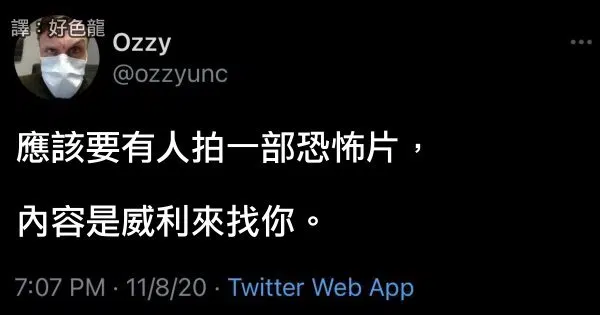 譯：好色龍
Ozzy
@ozzyunc
應該要有人拍一部恐怖片，
內容是威利來找你。
7:07 PM · 11/8/20 · Twitter Web App